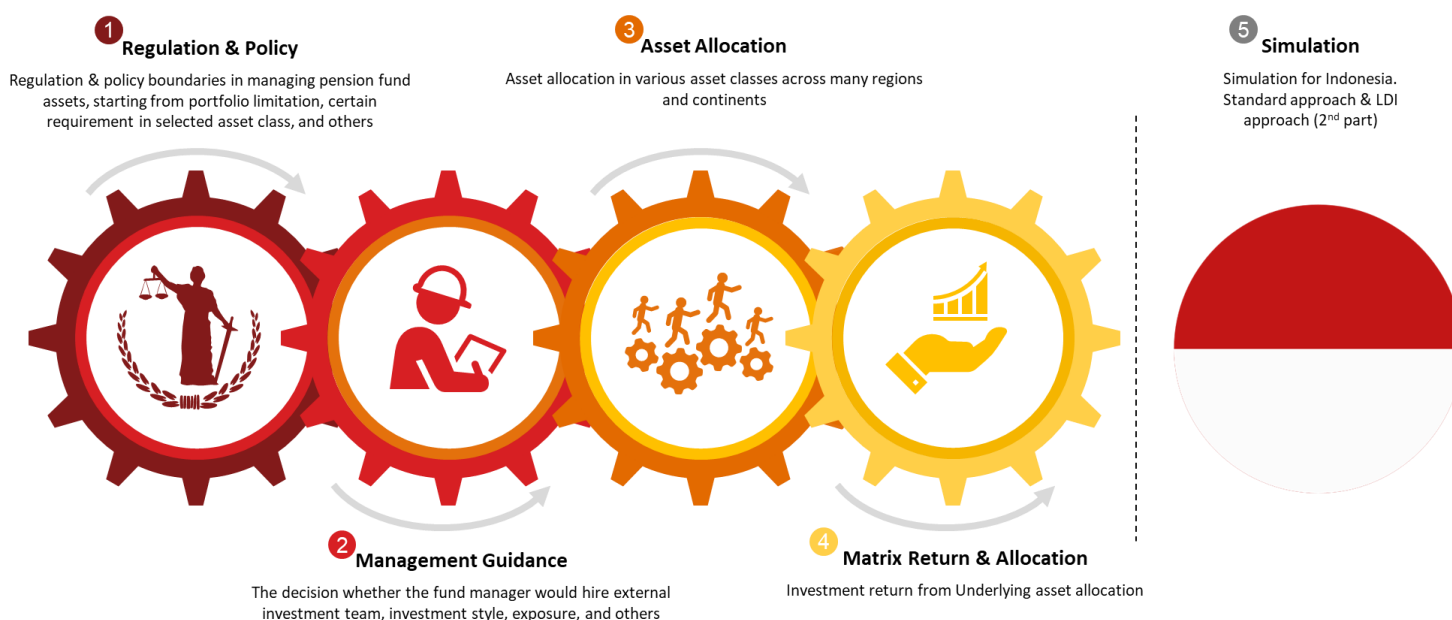 1
Regulation & Policy
Regulation & policy boundaries in managing pension fund
assets, starting from portfolio limitation, certain
requirement in selected asset class, and others
2
Management Guidance
The decision whether the fund manager would hire external
investment team, investment style, exposure, and others
3
Asset Allocation
Asset allocation in various asset classes across many regions
and continents
4
Matrix Return & Allocation
Investment return from Underlying asset allocation
5
Simulation
Simulation for Indonesia.
Standard approach & LDI
approach (2nd part)